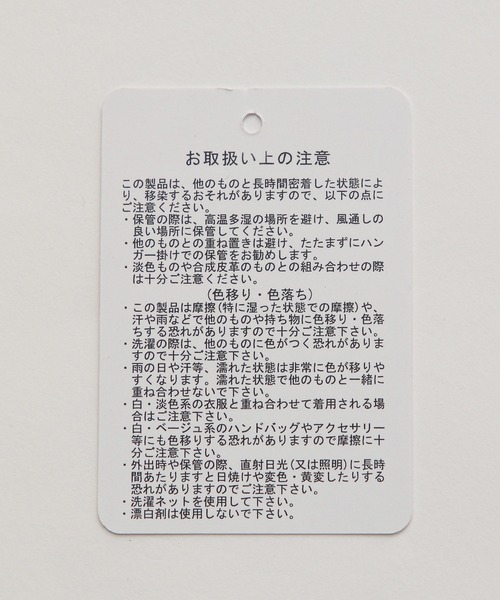 お取扱い上の注意
この製品は、他のものと長時間密着した状態によ
り、移染するおそれがありますので、以下の点に
ご注意ください。
・保管の際は、高温多湿の場所を避け、風通しの
良い場所に保管してください。
・他のものとの重ね置きは避け、たたまずにハン
ガー掛けでの保管をお勧めします。
・淡色ものや合成皮革のものとの組み合わせの際
は十分ご注意ください。
(色移り・色落ち)
・この製品は摩擦(特に湿った状態での摩擦)や、
汗や雨などで他のものや持ち物に色移り・色落
ちする恐れがありますので十分ご注意下さい。
・洗濯の際は、他のものに色がつく恐れがありま
すので十分ご注意下さい。
・雨の日や汗等、濡れた状態は非常に色が移りや
すくなります。濡れた状態で他のものと一緒に
重ね合わせないで下さい。
・白・淡色系の衣服と重ね合わせて着用される場
合はご注意下さい。
・白・ベージュ系のハンドバッグやアクセサリー
等にも色移りする恐れがありますので摩擦に十
分ご注意下さい。
・外出時や保管の際、直射日光(又は照明)に長時
間あたりますと日焼けや変色・黄変したりする
恐れがありますのでご注意下さい。
・洗濯ネットを使用して下さい。
・漂白剤は使用しないで下さい。